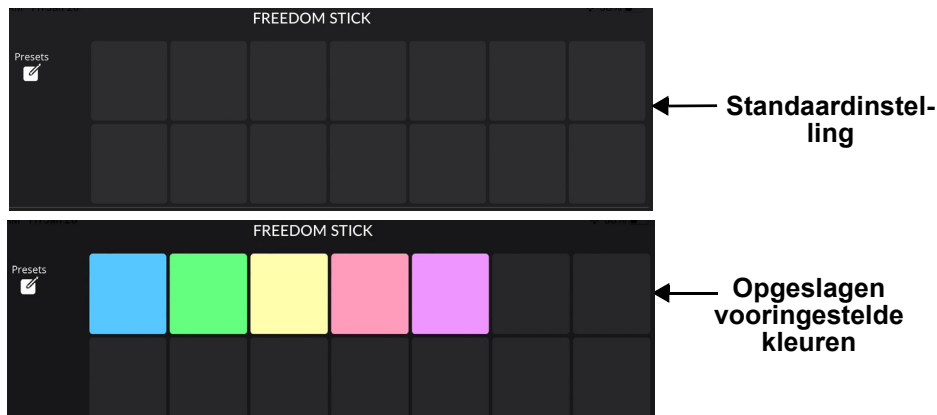 FREEDOM STICK
Presets
Standaardinstel-
ling
FREEDOM STICK
Presets
Opgeslagen
vooringestelde
kleuren